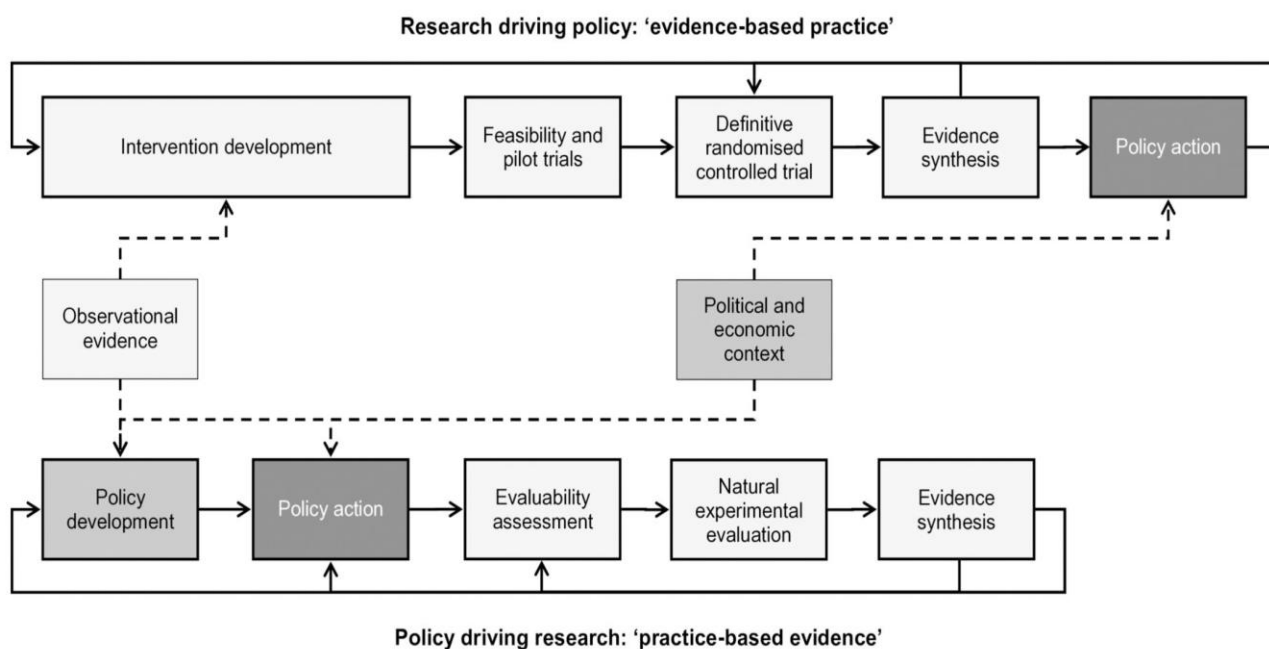 Research driving policy: ‘evidence-based practice’
Intervention development
Feasibility and
pilot trials
Definitive
randomised
controlled trial
Evidence
synthesis
Policy action
Observational
evidence
Political and
economic
context
Policy
development
Policy action
Evaluability
assessment
Natural
experimental
evaluation
Evidence
synthesis
Policy driving research: ‘practice-based evidence’